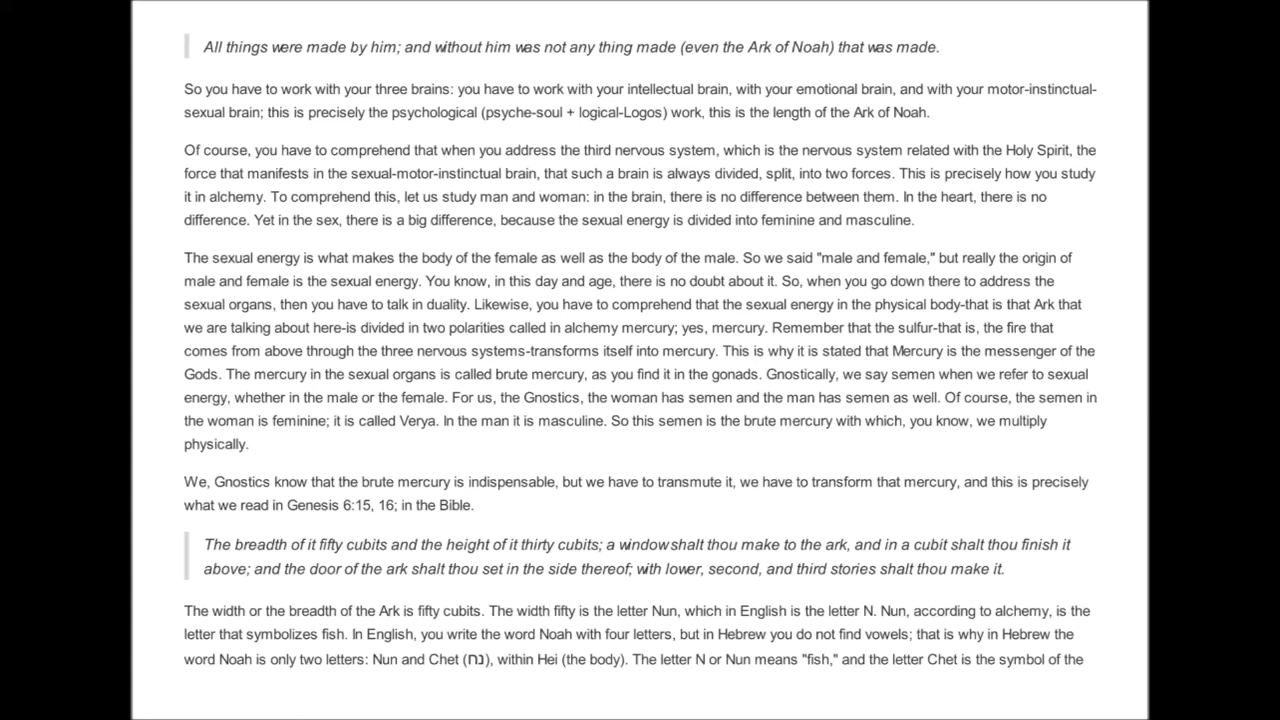 All things were made by him; and without him was not any thing made (even the Ark of Noah) that was made.
So you have to work with your three brains: you have to work with your intellectual brain, with your emotional brain, and with your motor-instinctual-
sexual brain; this is precisely the psychological (psyche-soul + logical-Logos) work, this is the length of the Ark of Noah.
Of course, you have to comprehend that when you address the third nervous system, which is the nervous system related with the Holy Spirit, the
force that manifests in the sexual-motor-instinctual brain, that such a brain is always divided, split, into two forces. This is precisely how you study
it in alchemy. To comprehend this, let us study man and woman: in the brain, there is no difference between them. In the heart, there is no
difference. Yet in the sex, there is a big difference, because the sexual energy is divided into feminine and masculine.
The sexual energy is what makes the body of the female as well as the body of the male. So we said "male and female," but really the origin of
male and female is the sexual energy. You know, in this day and age, there is no doubt about it. So, when you go down there to address the
sexual organs, then you have to talk in duality. Likewise, you have to comprehend that the sexual energy in the physical body-that is that Ark that
we are talking about here-is divided in two polarities called in alchemy mercury; yes, mercury. Remember that the sulfur-that is, the fire that
comes from above through the three nervous systems-transforms itself into mercury. This is why it is stated that Mercury is the messenger of the
Gods. The mercury in the sexual organs is called brute mercury, as you find it in the gonads. Gnostically, we say semen when we refer to sexual
energy, whether in the male or the female. For us, the Gnostics, the woman has semen and the man has semen as well. Of course, the semen in
the woman is feminine; it is called Verya. In the man it is masculine. So this semen is the brute mercury with which, you know, we multiply
physically.
We, Gnostics know that the brute mercury is indispensable, but we have to transmute it, we have to transform that mercury, and this is precisely
what we read in Genesis 6:15, 16; in the Bible.
The breadth of it fifty cubits and the height of it thirty cubits; a window shalt thou make to the ark, and in a cubit shalt thou finish it
above; and the door of the ark shalt thou set in the side thereof; with lower, second, and third stories shalt thou make it.
The width or the breadth of the Ark is fifty cubits. The width fifty is the letter Nun, which in English is the letter N. Nun, according to alchemy, is the
letter that symbolizes fish. In English, you write the word Noah with four letters, but in Hebrew you do not find vowels; that is why in Hebrew the
word Noah is only two letters: Nun and Chet (נח), within Hei (the body). The letter N or Nun means "fish," and the letter Chet is the symbol of the